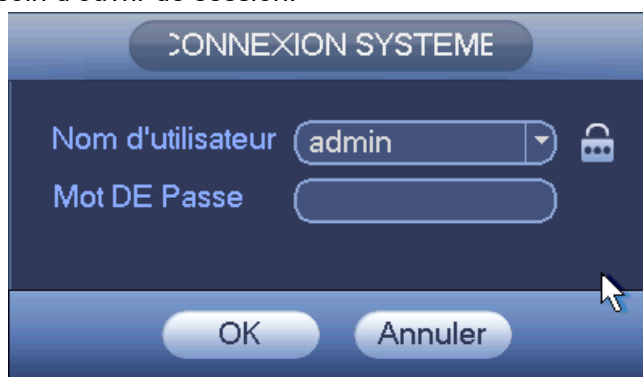 CONNEXION SYSTEME
Nom d'utilisateur admin
Mot DE Passe
OK Annuler